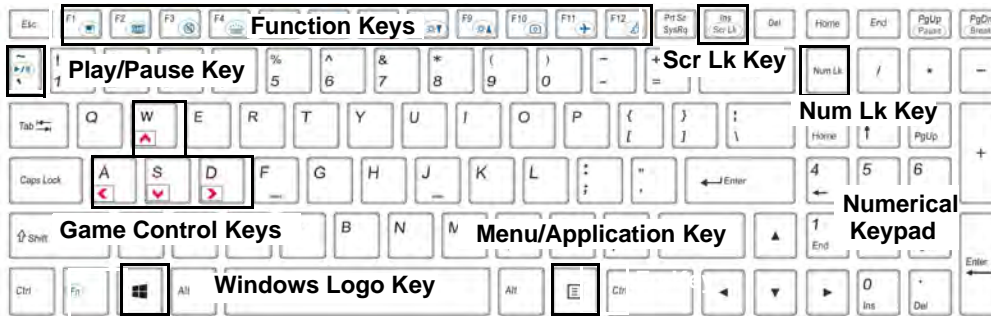 Esc F1 F2 F3 F4 Function Keys F9 F10 F11 F12 Prt Sc SysRq Ins Scr Lk Del Home End PgUp Pause PgDn Break
~ ` ! 1 Play/Pause Key % 5 ^ 6 & 7 * 8 ( 9 ) 0 - + = Scr Lk Key Num Lk / * -
Tab Q W E R T Y U I O P { [ } ] ¦ \ Num Lk Key Home PgUp +
Caps Lock A S D F G H J K L : ; " ' Enter 4 5 6
Shift Game Control Keys B N M Menu/Application Key 1 End Numerical Keypad Enter
Ctrl Fn Alt Windows Logo Key Alt Ctrl 0 Ins . Del